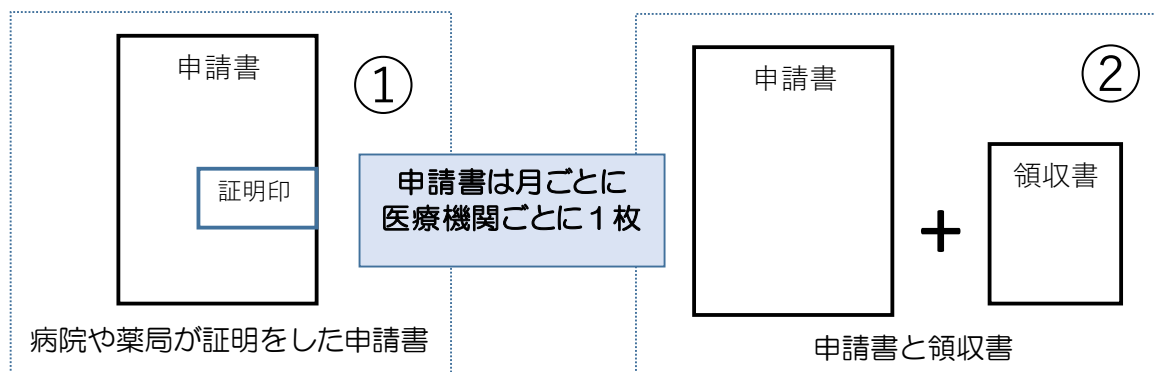 申請書
①
証明印
病院や薬局が証明をした申請書
申請書は月ごとに
医療機関ごとに１枚
申請書
②
＋
領収書
申請書と領収書